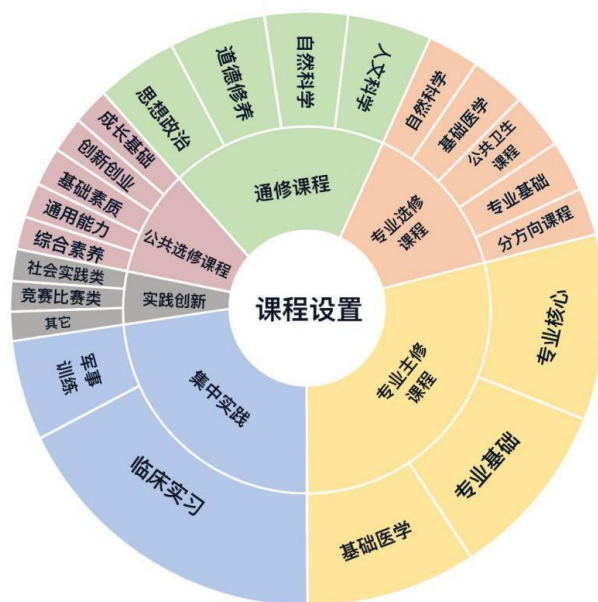 课程设置
通修课程
思想政治
道德修养
自然科学
人文科学
专业选修
课程
自然科学
基础医学
公共卫生
课程
专业基础
分方向课程
专业主修
课程
专业核心
专业基础
基础医学
集中实践
临床实习
军事
训练
实践创新
其它
竞赛比赛类
社会实践类
公共选修课程
综合素养
通用能力
基础素质
创新创业
成长基础